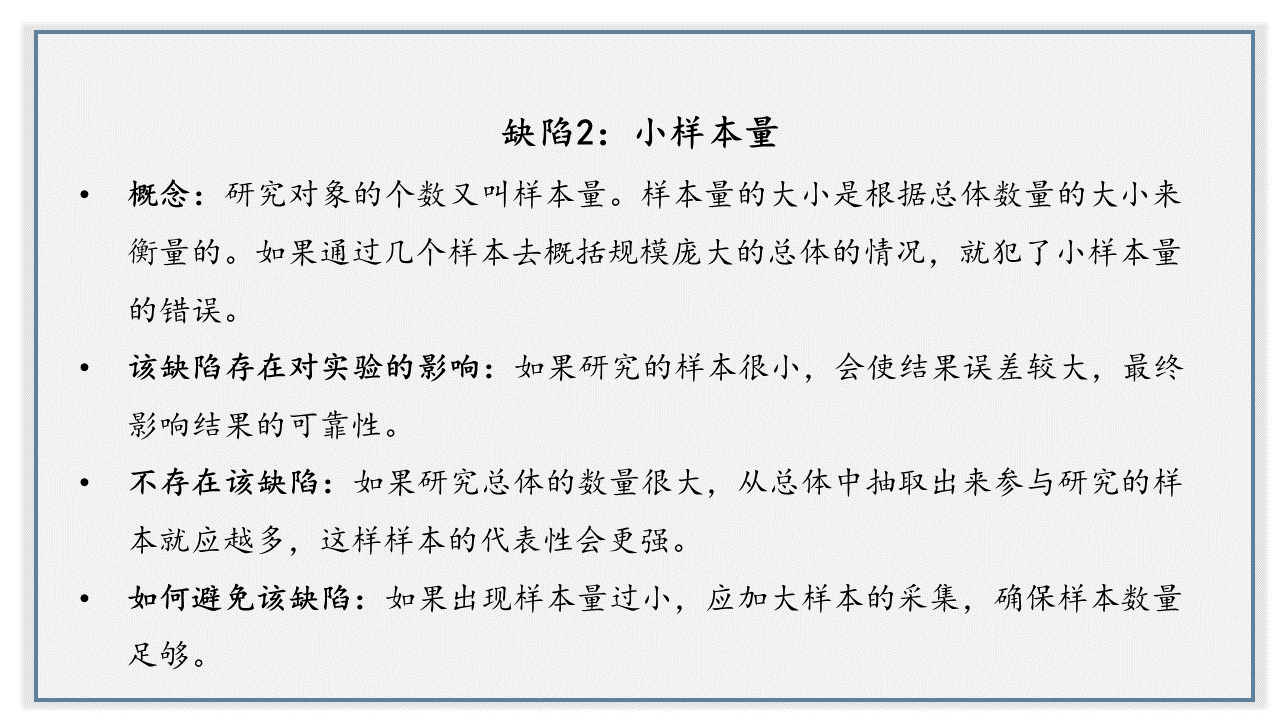 缺陷2：小样本量
• 概念：研究对象的个数又叫样本量。样本量的大小是根据总体数量的大小来
衡量的。如果通过几个样本去概括规模庞大的总体的情况，就犯了小样本量
的错误。
• 该缺陷存在对实验的影响：如果研究的样本很小，会使结果误差较大，最终
影响结果的可靠性。
• 不存在该缺陷：如果研究总体的数量很大，从总体中抽取出来参与研究的样
本就应越多，这样样本的代表性会更强。
• 如何避免该缺陷：如果出现样本量过小，应加大样本的采集，确保样本数量
足够。